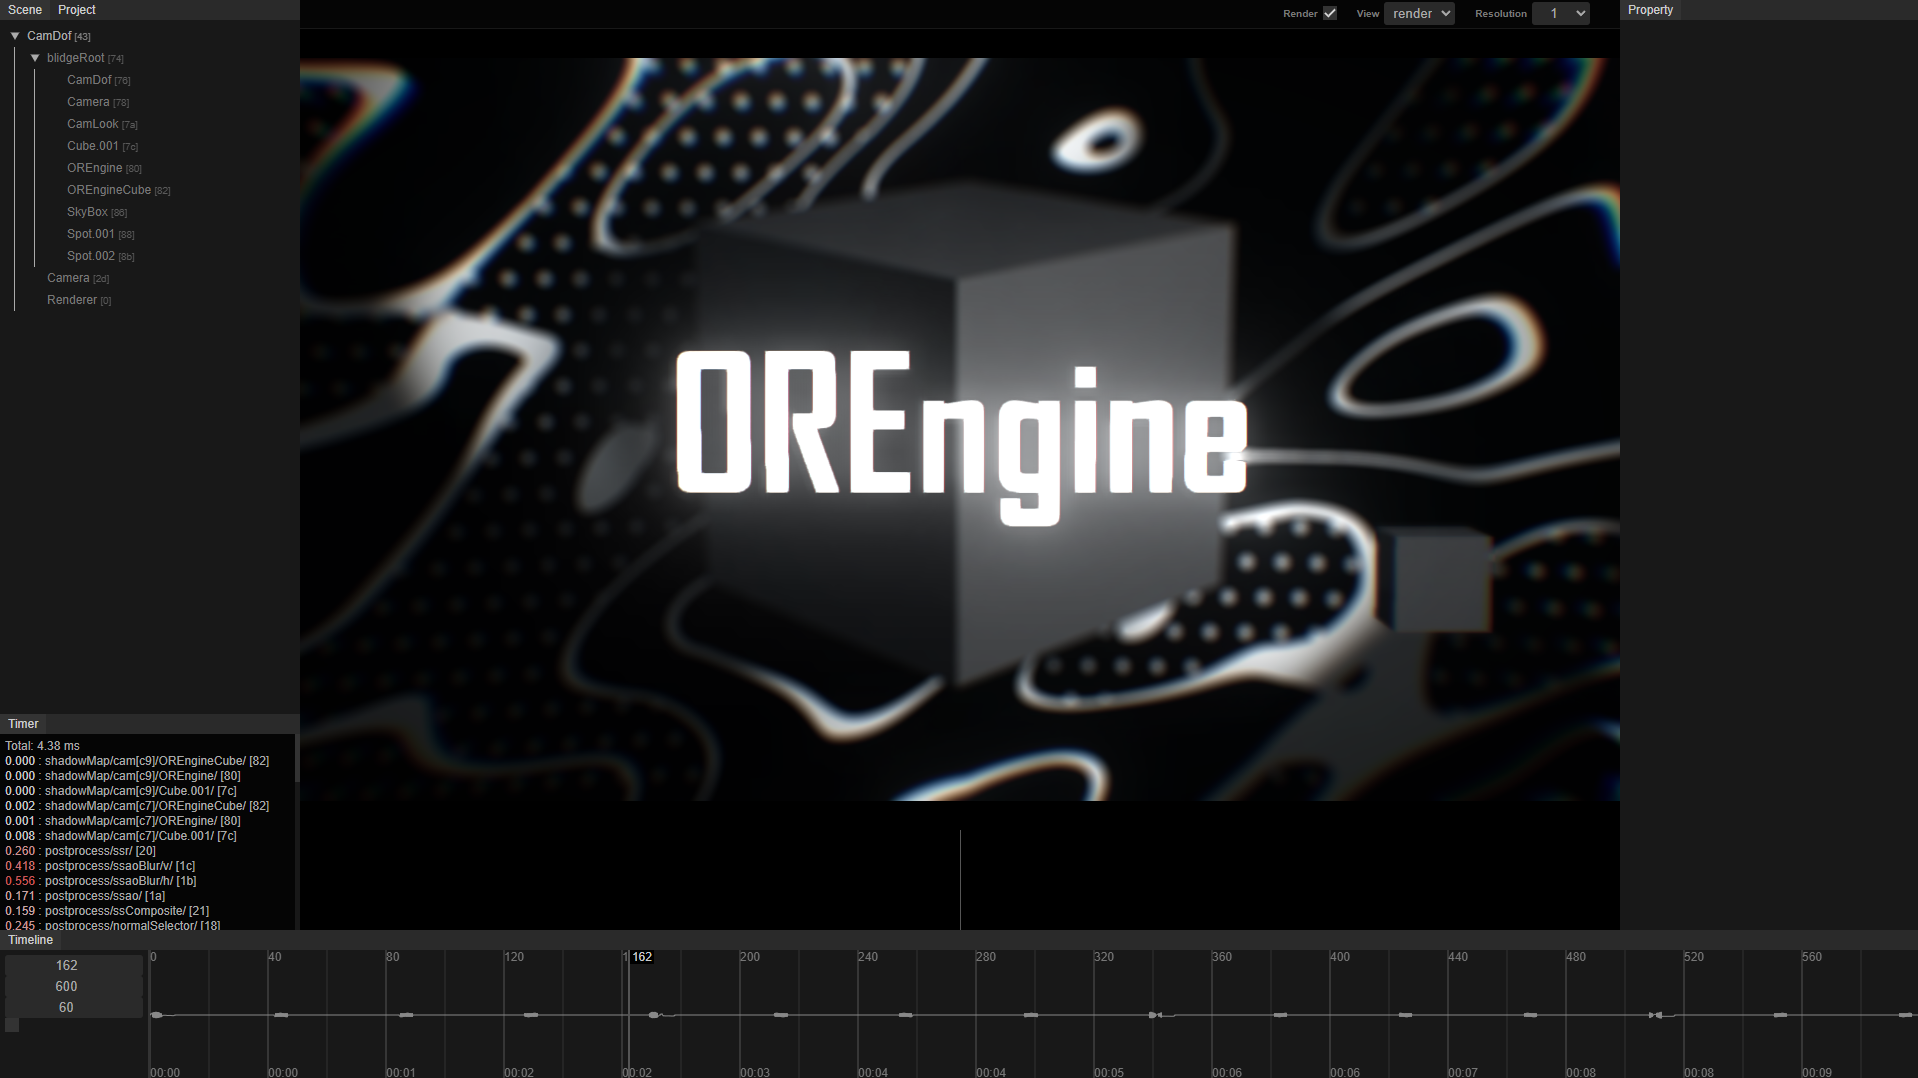 Scene Project
CamDof [43]
blidgeRoot [74]
CamDof [76]
Camera [78]
CamLook [7a]
Cube.001 [7c]
OREngine [80]
OREngineCube [82]
SkyBox [86]
Spot.001 [88]
Spot.002 [8b]
Camera [2d]
Renderer [0]
Render View render Resolution 1
Property
OREngine
Timer
Total: 4.38 ms
0.000 : shadowMap/cam[c9]/OREngineCube/ [82]
0.000 : shadowMap/cam[c9]/OREngine/ [80]
0.000 : shadowMap/cam[c9]/Cube.001/ [7c]
0.002 : shadowMap/cam[c7]/OREngineCube/ [82]
0.001 : shadowMap/cam[c7]/OREngine/ [80]
0.008 : shadowMap/cam[c7]/Cube.001/ [7c]
0.260 : postprocess/ssr/ [20]
0.418 : postprocess/ssaoBlur/v/ [1c]
0.556 : postprocess/ssaoBlur/h/ [1b]
0.171 : postprocess/ssao/ [1a]
0.159 : postprocess/ssComposite/ [21]
0.245 : postprocess/normalSelector/ [18]
Timeline
162
600
60
0 40 80 120 162 200 240 280 320 360 400 440 480 520 560
00:00 00:00 00:01 00:02 00:02 00:03 00:04 00:04 00:05 00:06 00:06 00:07 00:08 00:08 00:09